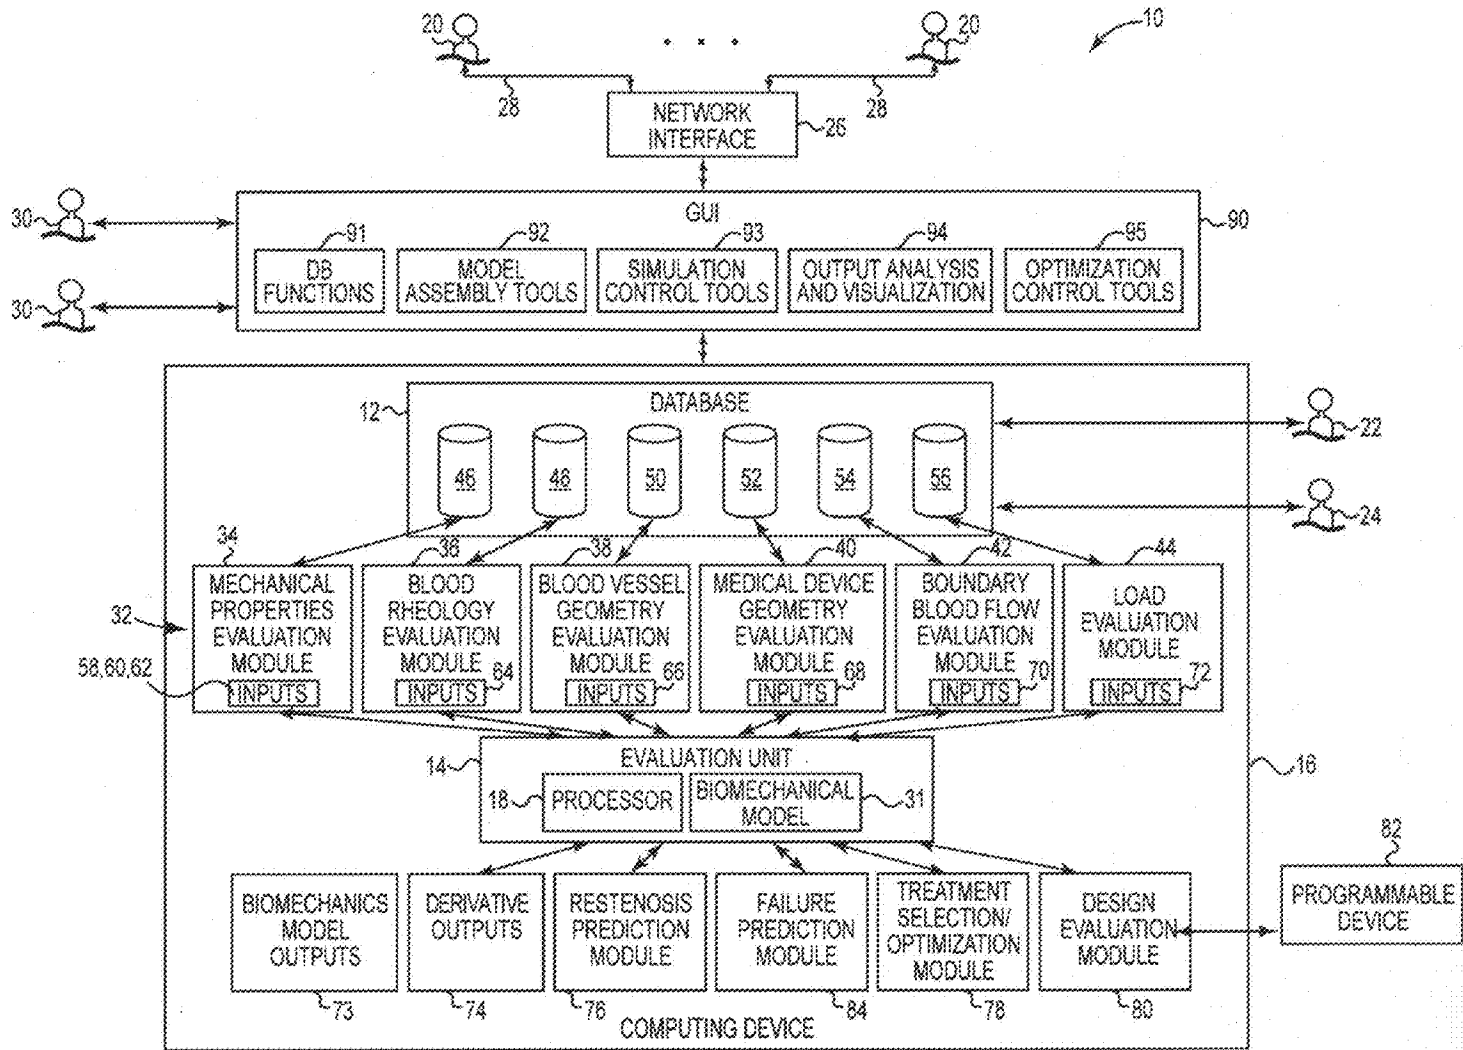 20
20
10
28
28
NETWORK
INTERFACE
26
30
GUI
90
91
92
93
94
95
DB
FUNCTIONS
MODEL
ASSEMBLY TOOLS
SIMULATION
CONTROL TOOLS
OUTPUT ANALYSIS
AND VISUALIZATION
OPTIMIZATION
CONTROL TOOLS
30
12
DATABASE
22
46
48
50
52
54
56
24
34
36
38
40
42
44
32
MECHANICAL
PROPERTIES
EVALUATION
MODULE
58,60,62
INPUTS
BLOOD
RHEOLOGY
EVALUATION
MODULE
64
INPUTS
BLOOD VESSEL
GEOMETRY
EVALUATION
MODULE
66
INPUTS
MEDICAL DEVICE
GEOMETRY
EVALUATION
MODULE
68
INPUTS
BOUNDARY
BLOOD FLOW
EVALUATION
MODULE
70
INPUTS
LOAD
EVALUATION
MODULE
72
INPUTS
14
EVALUATION UNIT
16
18
PROCESSOR
BIOMECHANICAL
MODEL
31
82
PROGRAMMABLE
DEVICE
BIOMECHANICS
MODEL
OUTPUTS
DERIVATIVE
OUTPUTS
RESTENOSIS
PREDICTION
MODULE
FAILURE
PREDICTION
MODULE
TREATMENT
SELECTION/
OPTIMIZATION
MODULE
DESIGN
EVALUATION
MODULE
73
74
76
84
78
80
COMPUTING DEVICE